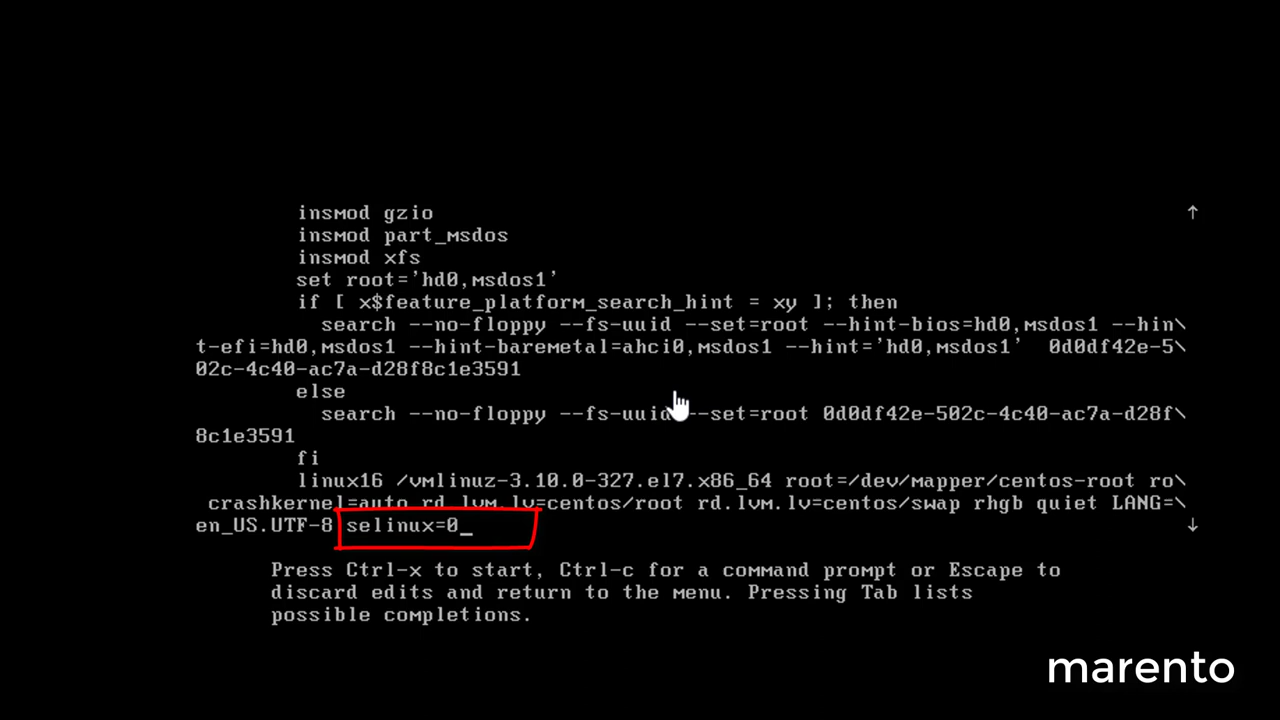 insmod gzio
insmod part_msdos
insmod xfs
set root='hd0,msdos1'
if [ x$feature_platform_search_hint = xy ]; then
search --no-floppy --fs-uuid --set=root --hint-bios=hd0,msdos1 --hin\
t-efi=hd0,msdos1 --hint-baremetal=ahci0,msdos1 --hint='hd0,msdos1' 0d0df42e-5\
02c-4c40-ac7a-d28f8c1e3591
else
search --no-floppy --fs-uuid --set=root 0d0df42e-502c-4c40-ac7a-d28f\
8c1e3591
fi
linux16 /vmlinuz-3.10.0-327.el7.x86_64 root=/dev/mapper/centos-root ro\
crashkernel=auto rd.lvm.lv=centos/root rd.lvm.lv=centos/swap rhgb quiet LANG=\
en_US.UTF-8 selinux=0_
Press Ctrl-x to start, Ctrl-c for a command prompt or Escape to
discard edits and return to the menu. Pressing Tab lists
possible completions.
marento